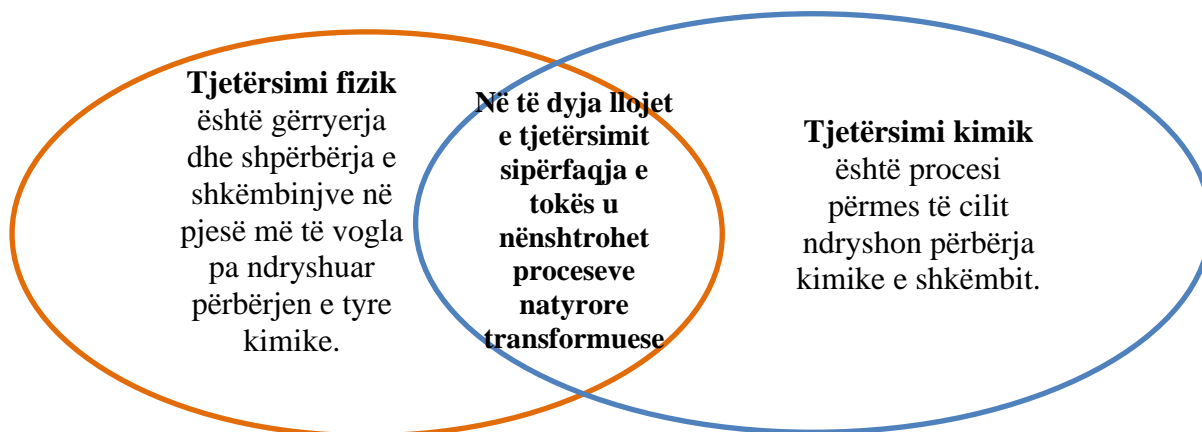 Tjetërsimi fizik
është gërryerja
dhe shpërbërja e
shkëmbinjve në
pjesë më të vogla
pa ndryshuar
përbërjen e tyre
kimike.
Në të dyja llojet
e tjetërsimit
sipërfaqja e
tokës u
nënshtrohet
proceseve
natyrore
transformuese
Tjetërsimi kimik
është procesi
përmes të cilit
ndryshon përbërja
kimike e shkëmbit.